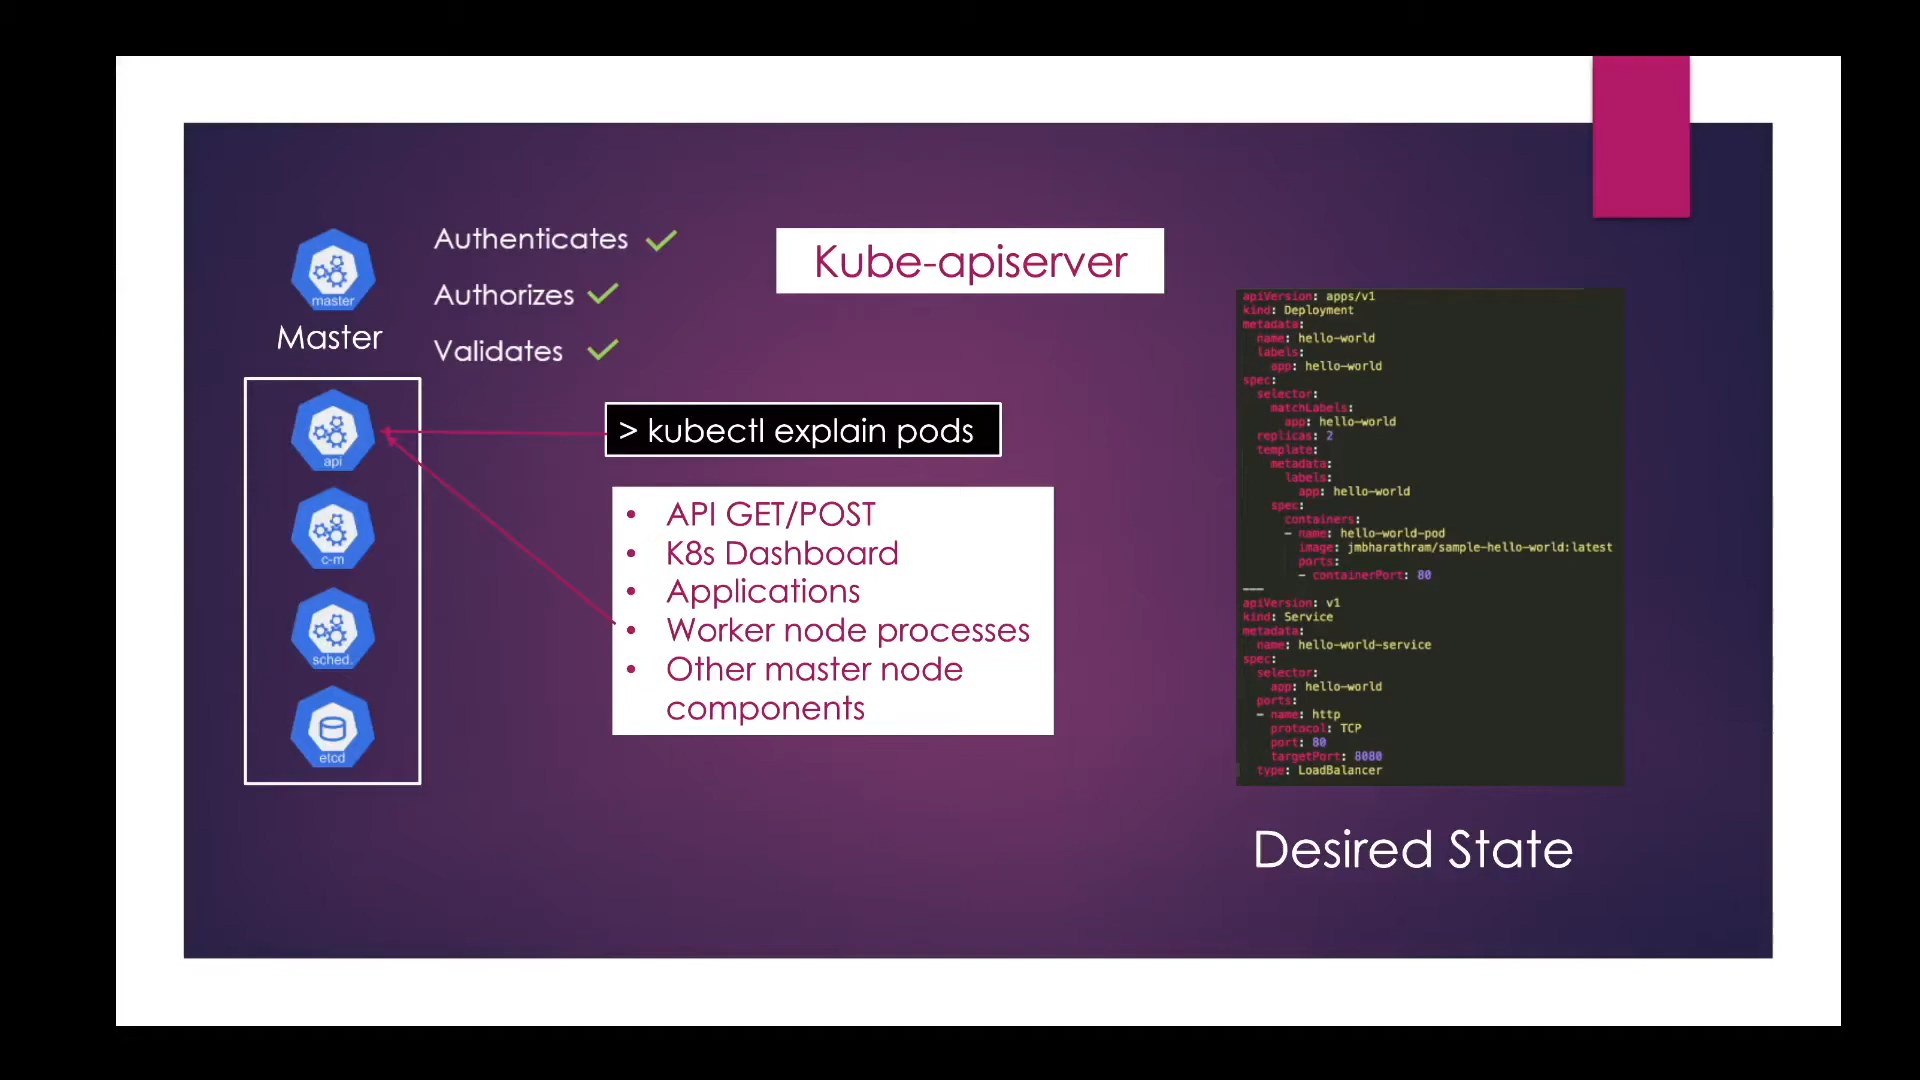 master
Master
Authenticates
Authorizes
Validates
Kube-apiserver
api
c-m
sched.
etcd
> kubectl explain pods
• API GET/POST
• K8s Dashboard
• Applications
• Worker node processes
• Other master node
components
apiVersion: apps/v1
kind: Deployment
metadata:
  name: hello-world
  labels:
    app: hello-world
spec:
  selector:
    matchLabels:
      app: hello-world
  replicas: 2
  template:
    metadata:
      labels:
        app: hello-world
    spec:
      containers:
      - name: hello-world-pod
        image: jmbharathram/sample-hello-world:latest
        ports:
        - containerPort: 80
---
apiVersion: v1
kind: Service
metadata:
  name: hello-world-service
spec:
  selector:
    app: hello-world
  ports:
  - name: http
    protocol: TCP
    port: 80
    targetPort: 8080
  type: LoadBalancer
Desired State